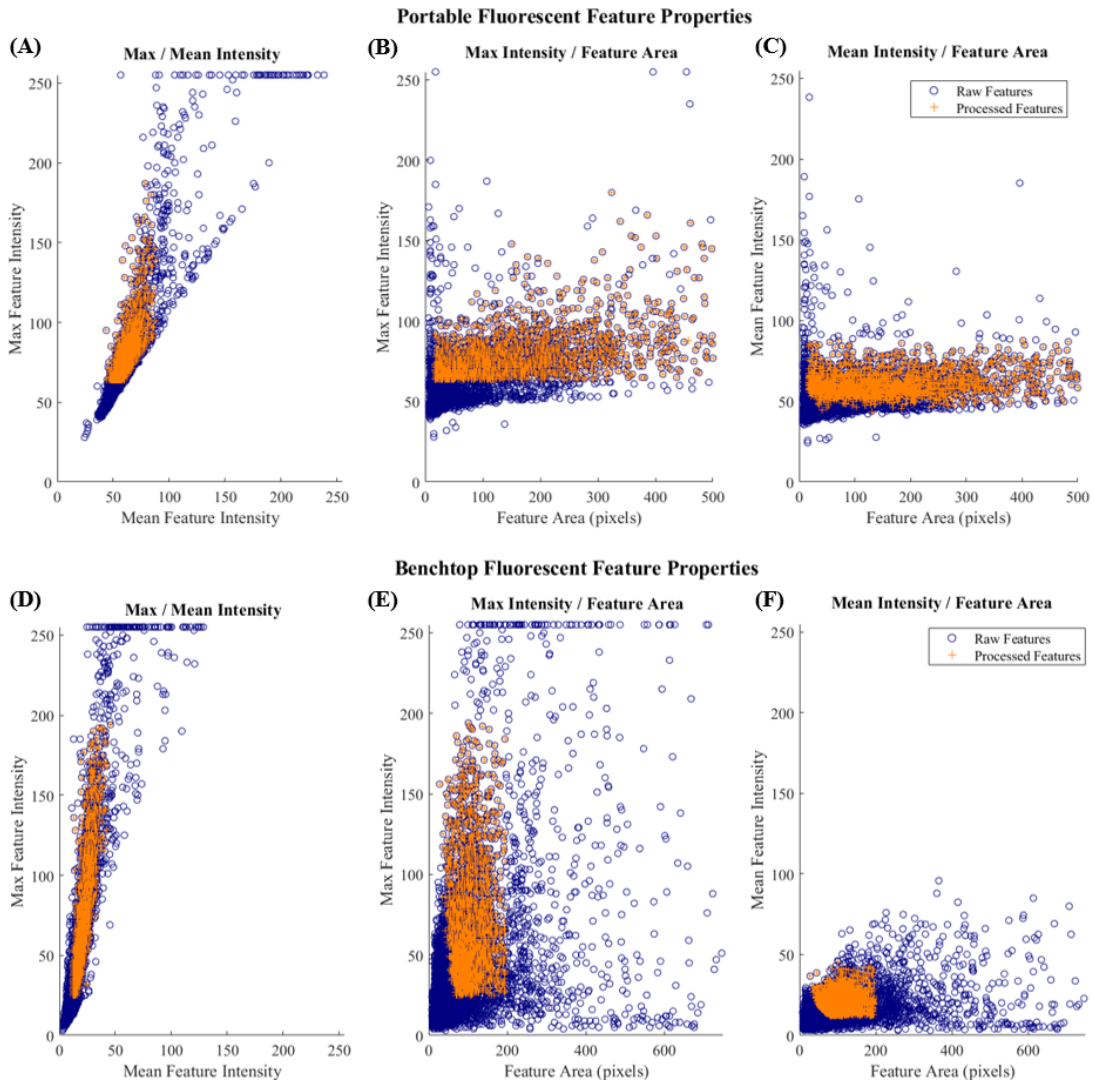 Portable Fluorescent Feature Properties
(A)
Max / Mean Intensity
(B)
Max Intensity / Feature Area
(C)
Mean Intensity / Feature Area
Max Feature Intensity
250
200
150
100
50
0
0 50 100 150 200 250
Mean Feature Intensity
Max Feature Intensity
250
200
150
100
50
0
0 100 200 300 400 500
Feature Area (pixels)
Mean Feature Intensity
250
200
150
100
50
0
0 100 200 300 400 500
Feature Area (pixels)
Raw Features
Processed Features
Benchtop Fluorescent Feature Properties
(D)
Max / Mean Intensity
(E)
Max Intensity / Feature Area
(F)
Mean Intensity / Feature Area
Max Feature Intensity
250
200
150
100
50
0
0 50 100 150 200 250
Mean Feature Intensity
Max Feature Intensity
250
200
150
100
50
0
0 200 400 600
Feature Area (pixels)
Mean Feature Intensity
250
200
150
100
50
0
0 200 400 600
Feature Area (pixels)
Raw Features
Processed Features